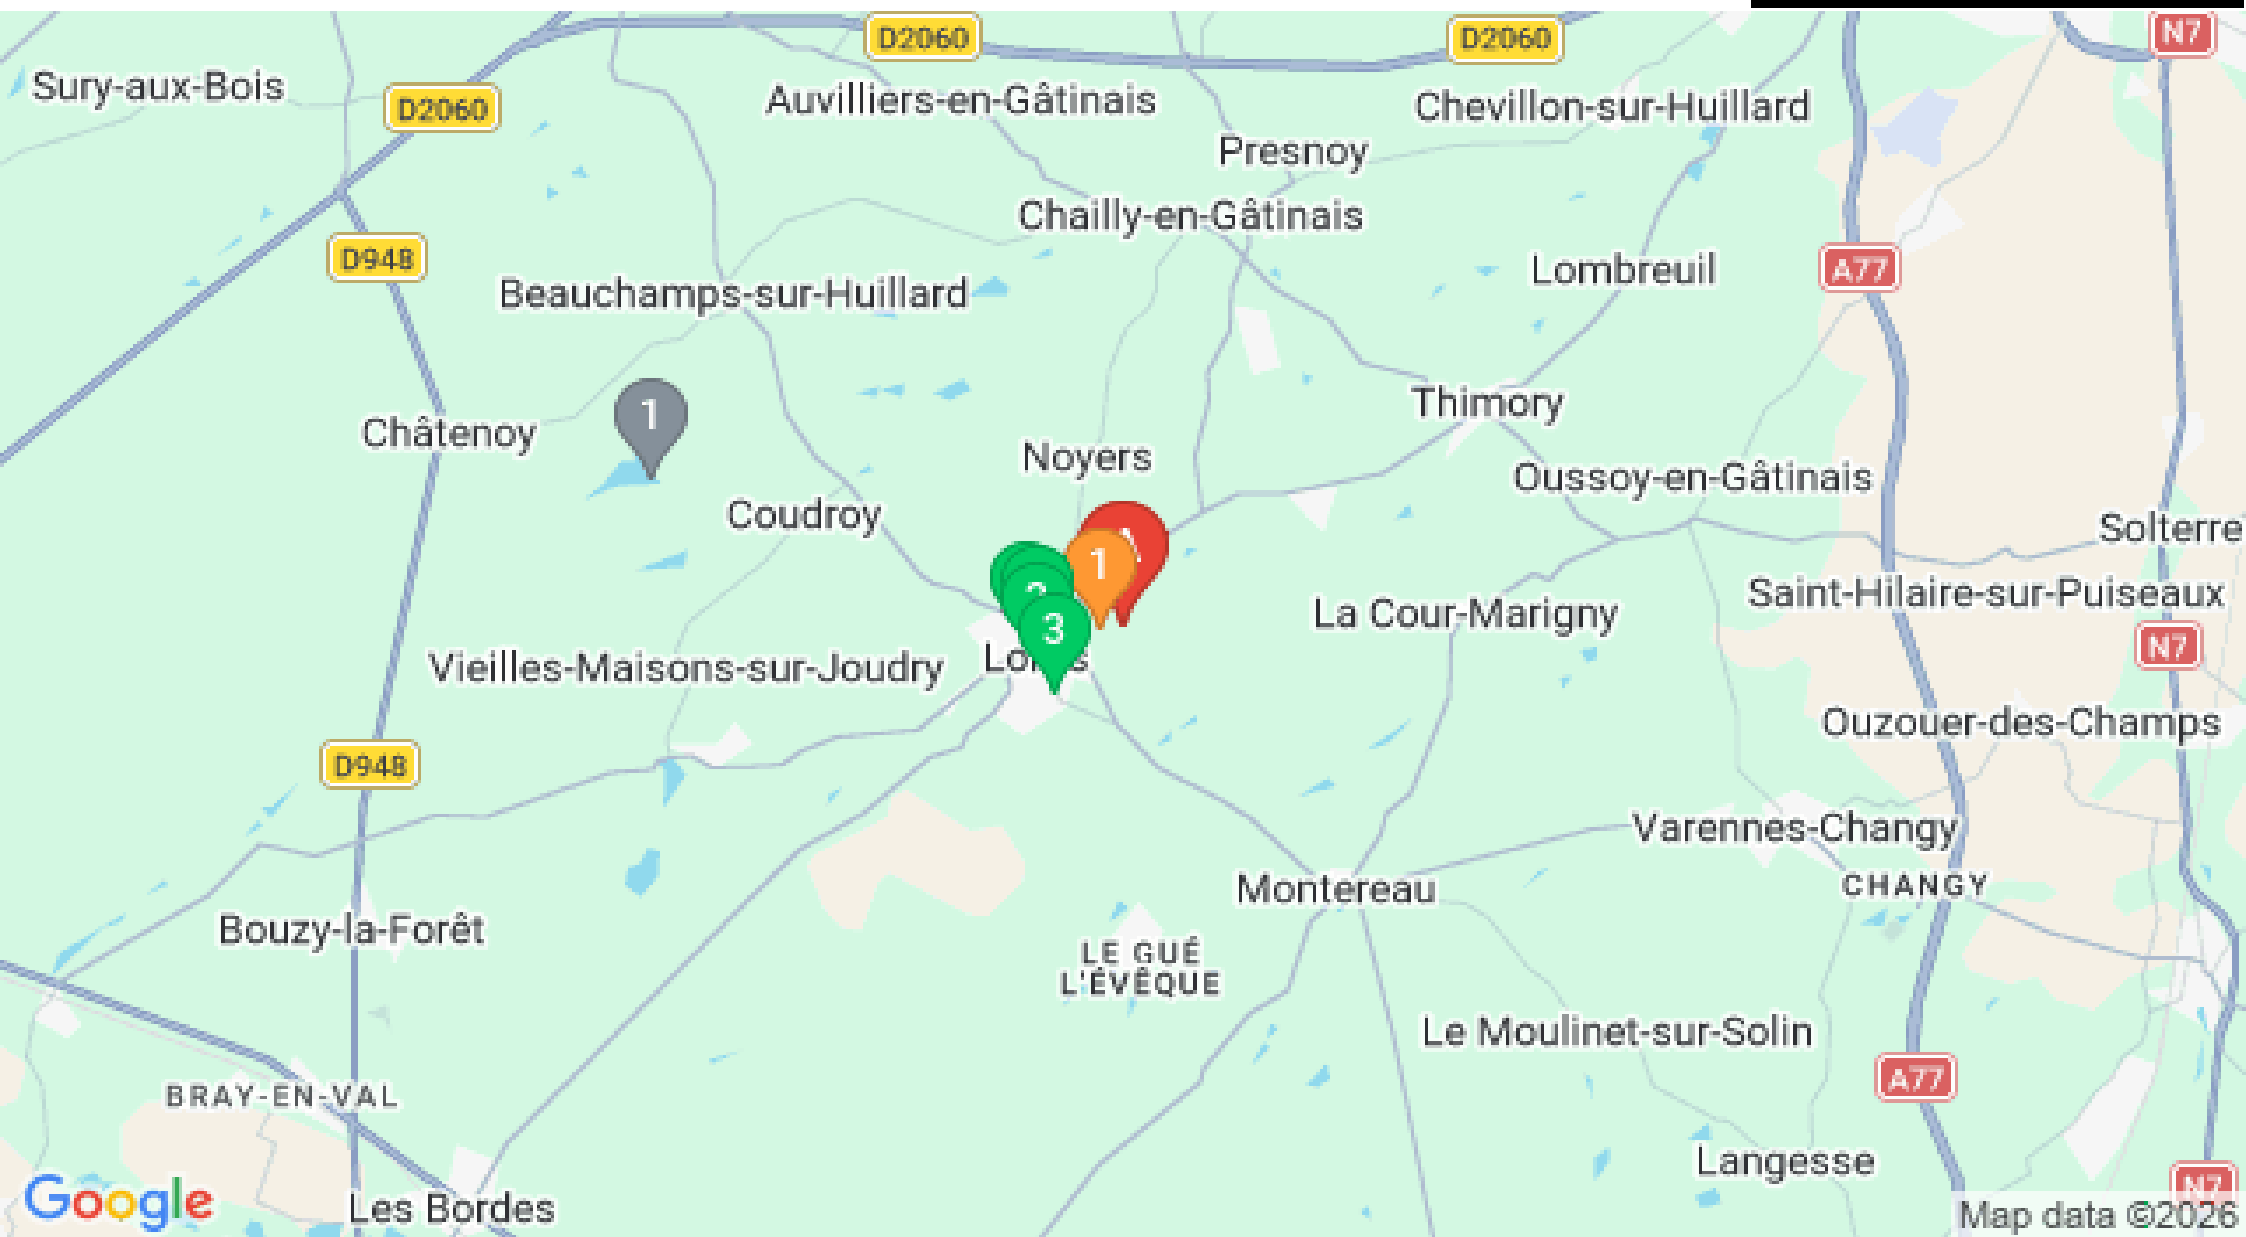 D2060
D2060
N7
Sury-aux-Bois
D2060
Auvilliers-en-Gâtinais
Chevillon-sur-Huillard
Presnoy
Chailly-en-Gâtinais
D948
Lombreuil
A77
Beauchamps-sur-Huillard
1
Châtenoy
Thimory
Noyers
Oussoy-en-Gâtinais
Coudroy
Solterre
1
Saint-Hilaire-sur-Puiseaux
La Cour-Marigny
3
N7
Vieilles-Maisons-sur-Joudry
Ouzouer-des-Champs
D948
Varennes-Changy
CHANGY
Montereau
Bouzy-la-Forêt
LE GUÉ
L'ÉVÊQUE
Le Moulinet-sur-Solin
A77
BRAY-EN-VAL
Langesse
N7
Google
Les Bordes
Map data ©2026